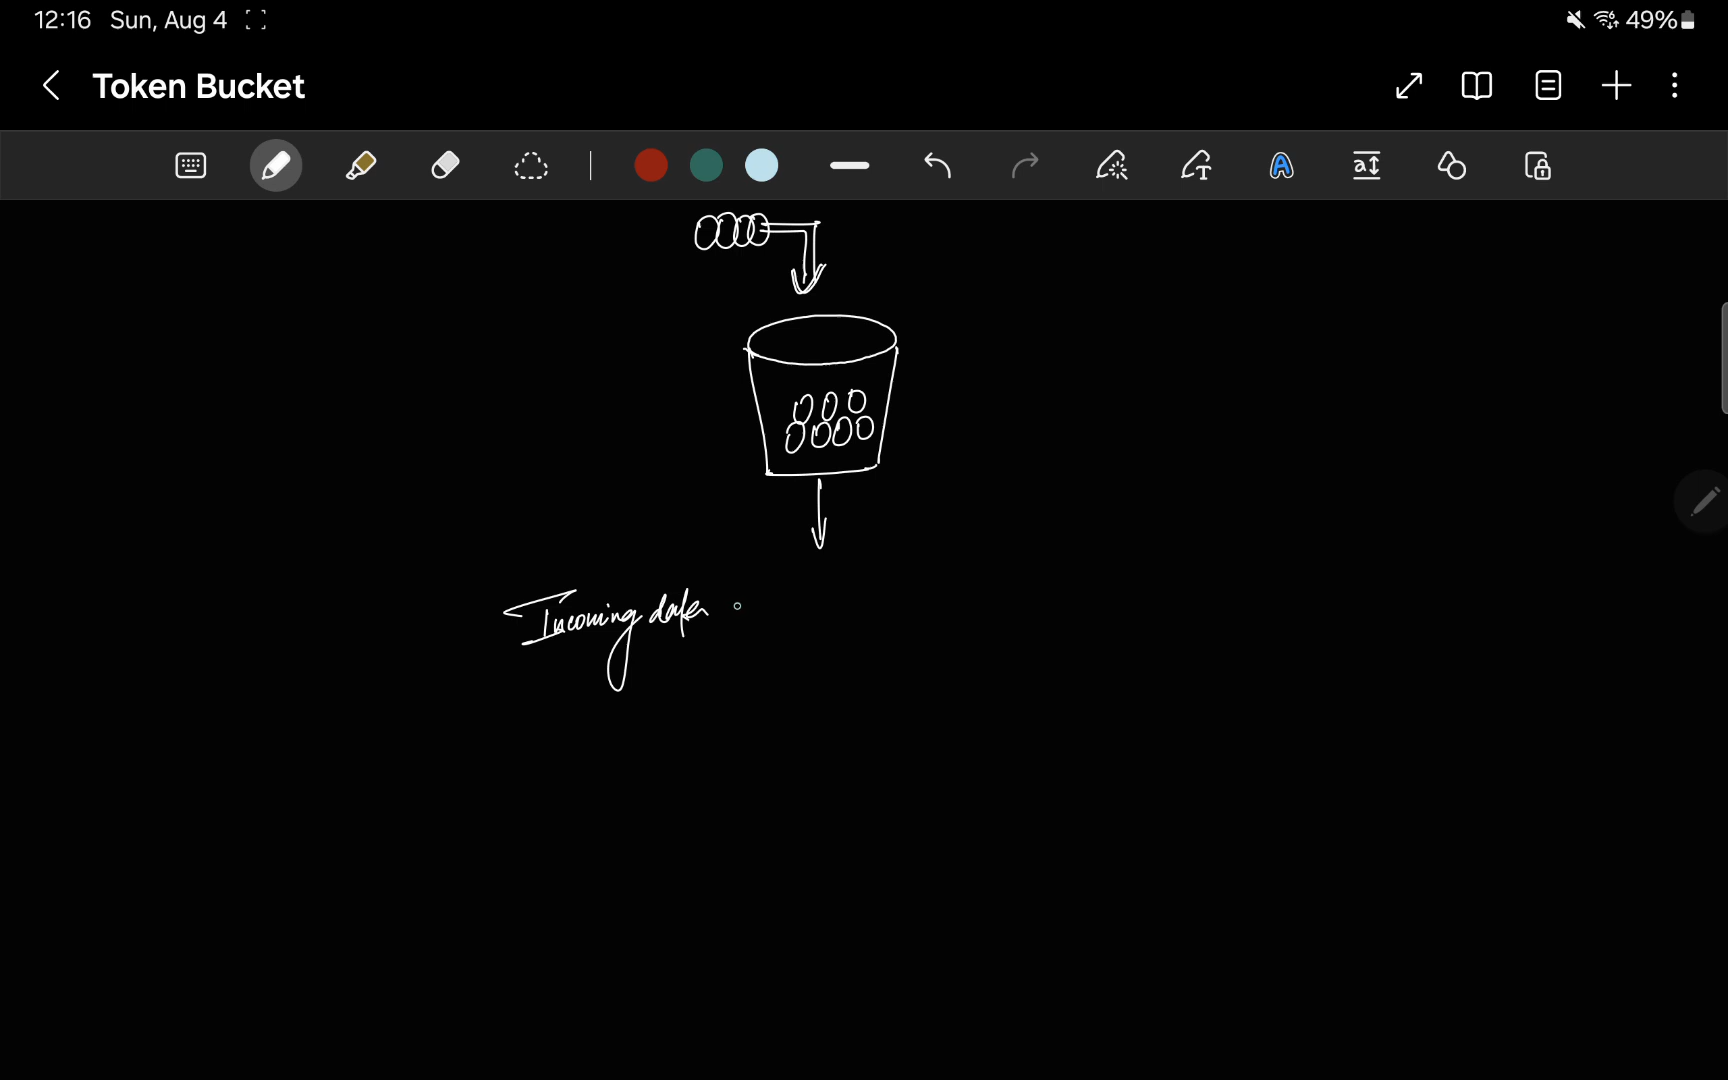 12:16 Sun, Aug 4 49%
Token Bucket
Incoming data